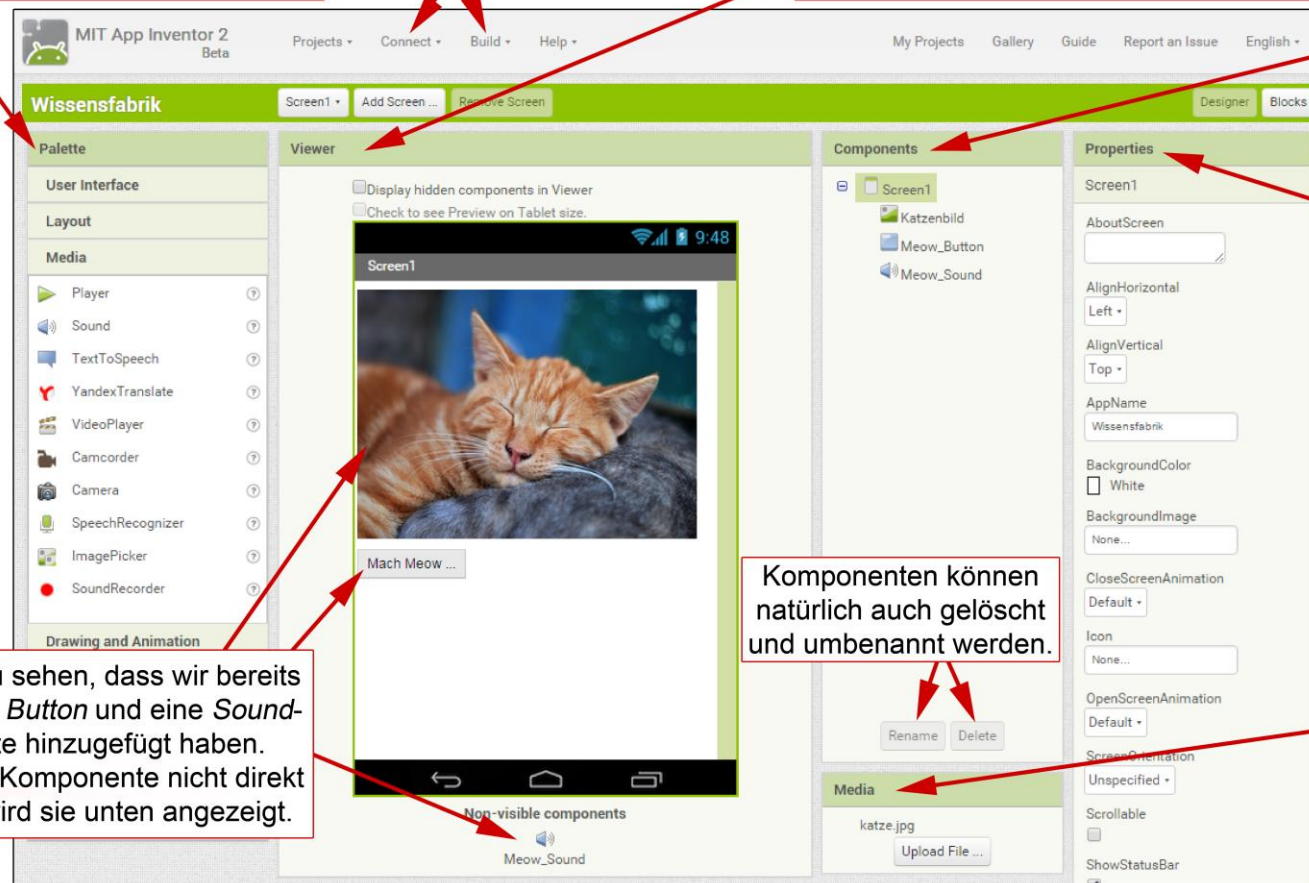 MIT App Inventor 2
Beta
Projects
Connect
Build
Help
My Projects
Gallery
Guide
Report an Issue
English
Wissensfabrik
Screen1
Add Screen ...
Remove Screen
Designer
Blocks
Palette
User Interface
Layout
Media
Player
Sound
TextToSpeech
YandexTranslate
VideoPlayer
Camcorder
Camera
SpeechRecognizer
ImagePicker
SoundRecorder
Drawing and Animation
sehen, dass wir bereits
Button und eine Sound-
hinzugefügt haben.
Komponente nicht direkt
sie unten angezeigt.
Viewer
Display hidden components in Viewer
Check to see Preview on Tablet size.
9:48
Screen1
Mach Meow ...
Non-visible components
Meow_Sound
Components
Screen1
Katzenbild
Meow_Button
Meow_Sound
Komponenten können
natürlich auch gelöscht
und umbenannt werden.
Rename
Delete
Media
katze.jpg
Upload File ...
Properties
Screen1
AboutScreen
AlignHorizontal
Left
AlignVertical
Top
AppName
Wissensfabrik
BackgroundColor
White
BackgroundImage
None...
CloseScreenAnimation
Default
Icon
None...
OpenScreenAnimation
Default
ScreenOrientation
Unspecified
Scrollable
ShowStatusBar